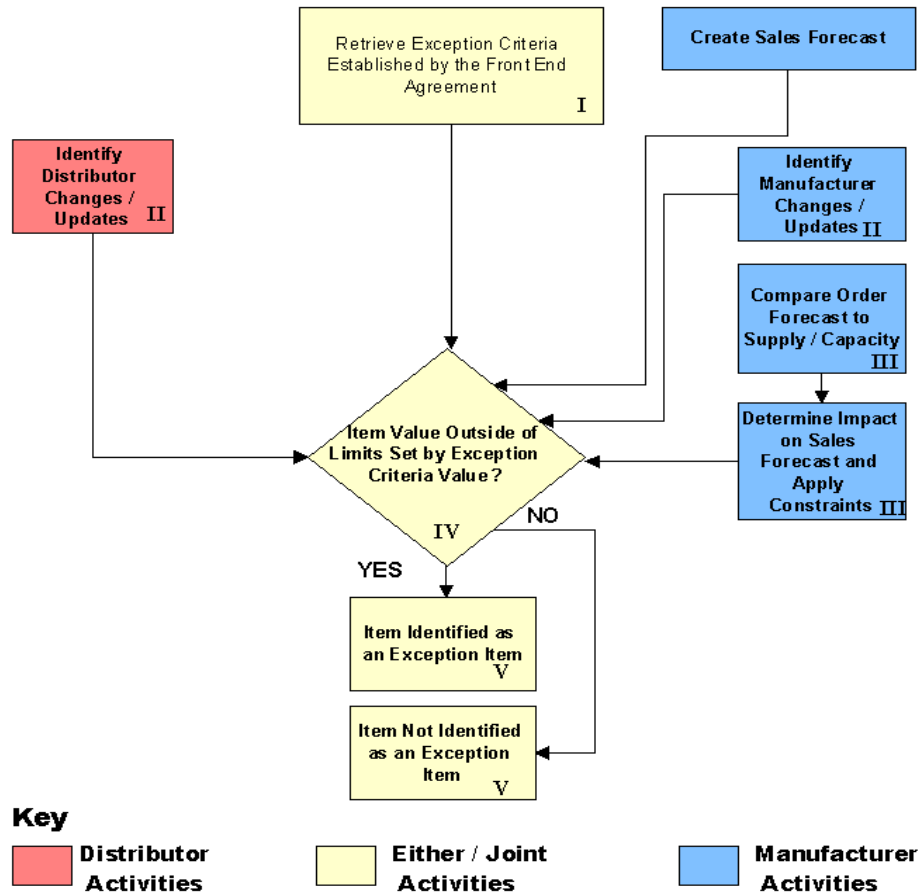 Retrieve Exception Criteria
Established by the Front End
Agreement
I
Create Sales Forecast
Identify
Distributor
Changes /
Updates II
Identify
Manufacturer
Changes /
Updates II
Compare Order
Forecast to
Supply / Capacity
III
Determine Impact
on Sales
Forecast and
Apply
Constraints III
Item Value Outside of
Limits Set by Exception
Criteria Value?
IV
NO
YES
Item Identified as
an Exception Item
V
Item Not Identified
as an Exception
Item
V
Key
Distributor
Activities
Either / Joint
Activities
Manufacturer
Activities